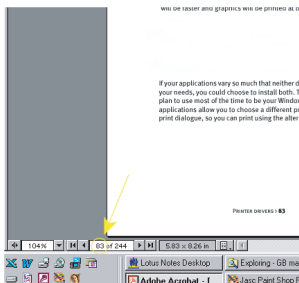 will be faster and graphics will be printed at t
If your applications vary so much that neither d
your needs, you could choose to install both. T
plan to use most of the time to be your Window
applications allow you to choose a different pr
print dialogue, so you can print using the alter
PRINTER DRIVERS › 83
104% 83 of 244 5.83 x 8.26 in
Lotus Notes Desktop Exploring - GB ma
Adobe Acrobat - [ Jasc Paint Shop P